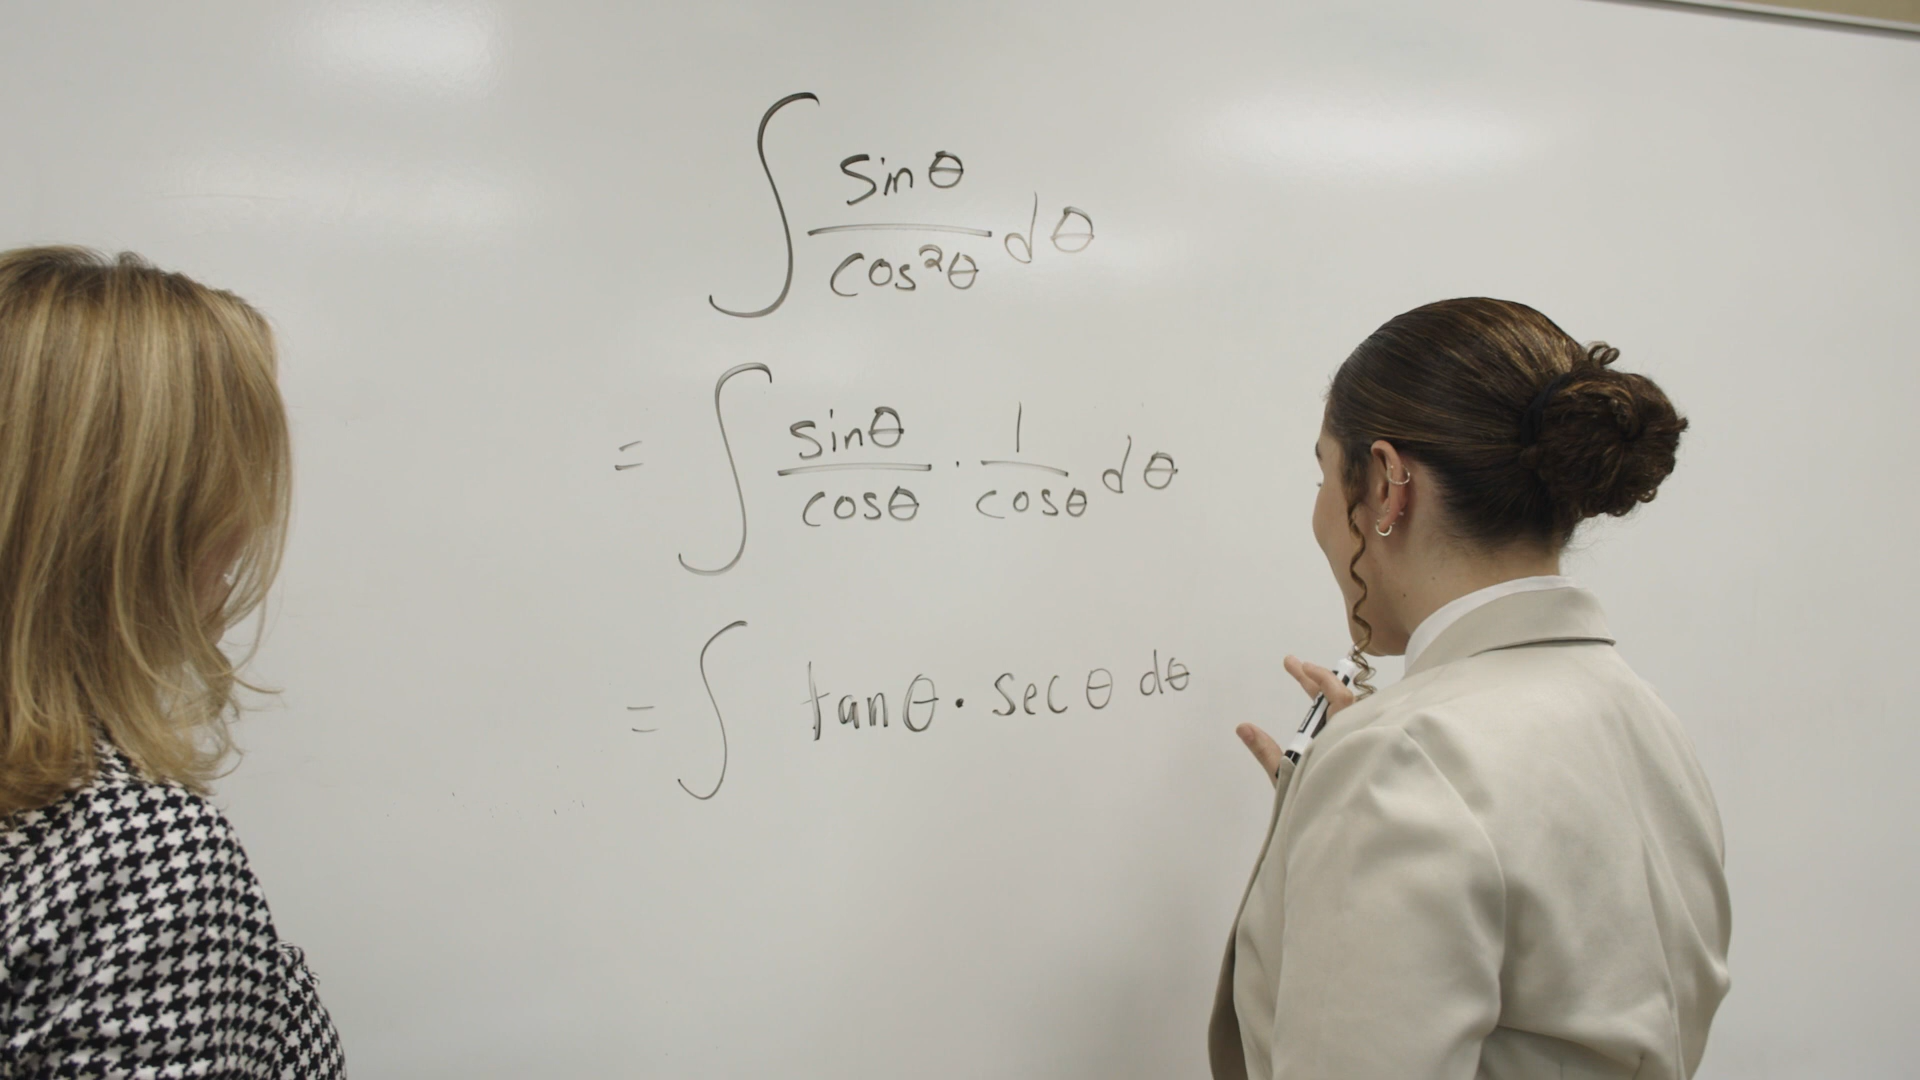 ∫ sinθ/cos²θ dθ
= ∫ sinθ/cosθ · 1/cosθ dθ
= ∫ tanθ · secθ dθ